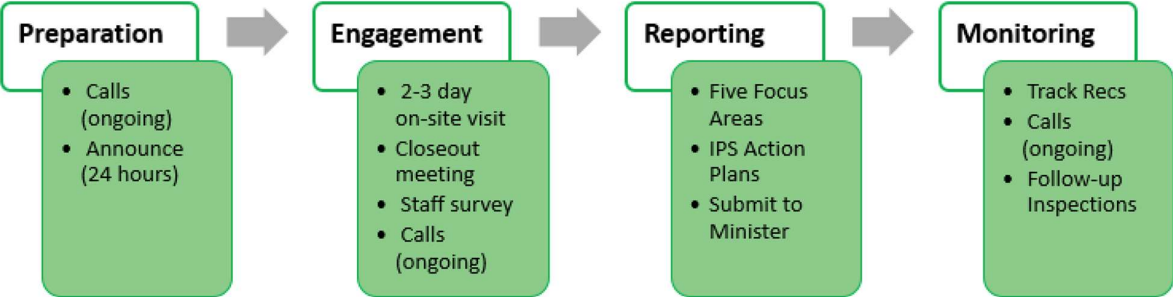 Preparation
• Calls
(ongoing)
• Announce
(24 hours)
Engagement
• 2-3 day
on-site visit
• Closeout
meeting
• Staff survey
• Calls
(ongoing)
Reporting
• Five Focus
Areas
• IPS Action
Plans
• Submit to
Minister
Monitoring
• Track Recs
• Calls
(ongoing)
• Follow-up
Inspections